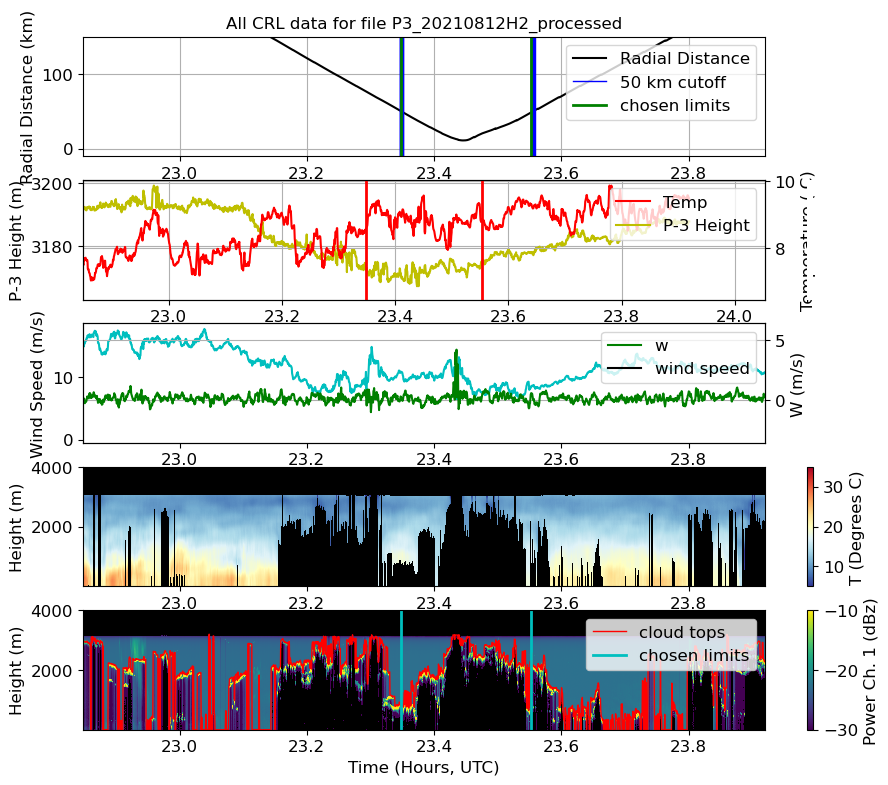 All CRL data for file P3_20210812H2_processed
Radial Distance (km)
100
0
Radial Distance
50 km cutoff
chosen limits
23.0 23.2 23.4 23.6 23.8
P-3 Height (m)
3200
3180
10
8
Temp
P-3 Height
23.0 23.2 23.4 23.6 23.8 24.0
Wind Speed (m/s)
10
0
5
0
W (m/s)
w
wind speed
23.0 23.2 23.4 23.6 23.8
Height (m)
4000
2000
30
20
10
T (Degrees C)
23.0 23.2 23.4 23.6 23.8
Height (m)
4000
2000
cloud tops
chosen limits
−10
−20
−30
Power Ch. 1 (dBz)
23.0 23.2 23.4 23.6 23.8
Time (Hours, UTC)